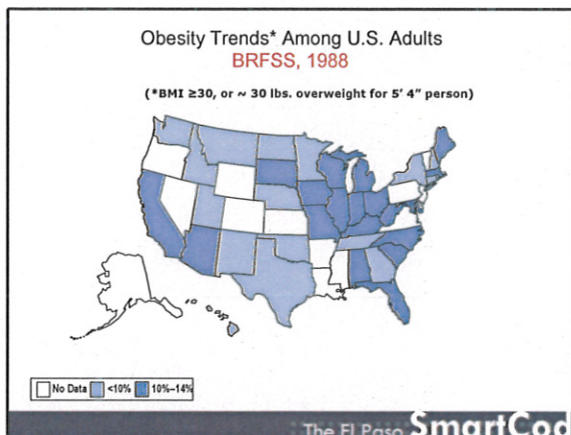 Obesity Trends* Among U.S. Adults
BRFSS, 1988
(*BMI ≥30, or ~ 30 lbs. overweight for 5' 4" person)
No Data <10% 10%–14%
The El Paso SmartCod